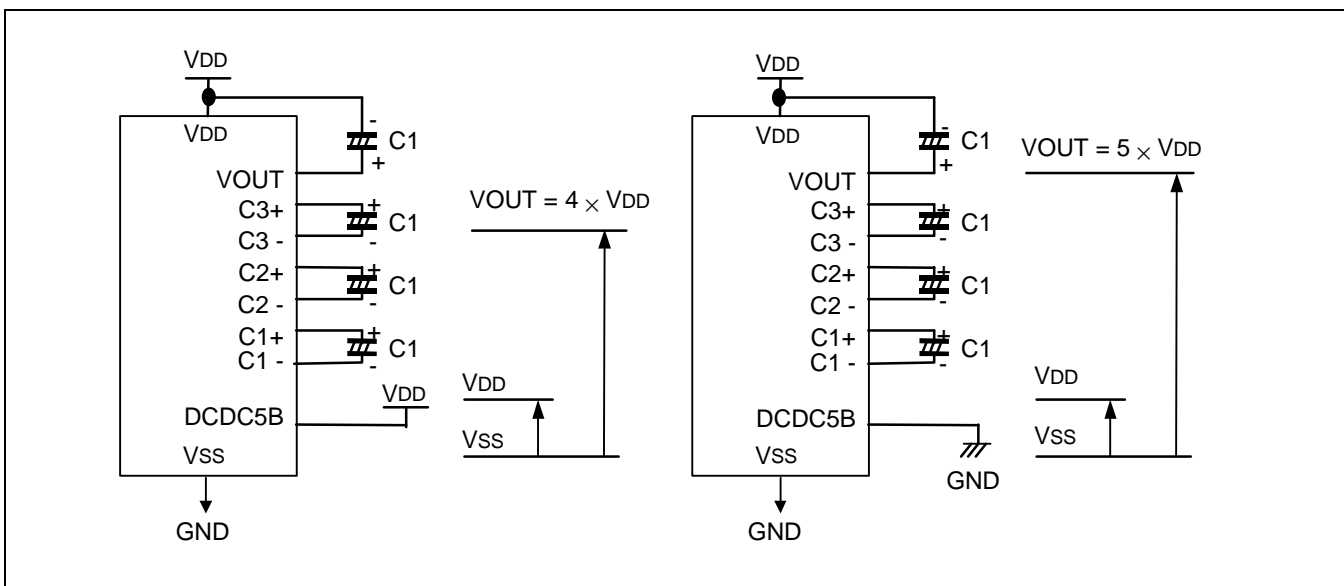 VDD
VDD
- C1
+
VOUT
C3+
+
C3 -
-
C1
C2+
+
C2 -
-
C1
C1+
+
C1 -
-
C1
VDD
DCDC5B
VSS
GND
VOUT = 4 × VDD
VDD
VSS
VDD
VDD
- C1
+
VOUT
C3+
+
C3 -
-
C1
C2+
+
C2 -
-
C1
C1+
+
C1 -
-
C1
DCDC5B
GND
VSS
GND
VOUT = 5 × VDD
VDD
VSS